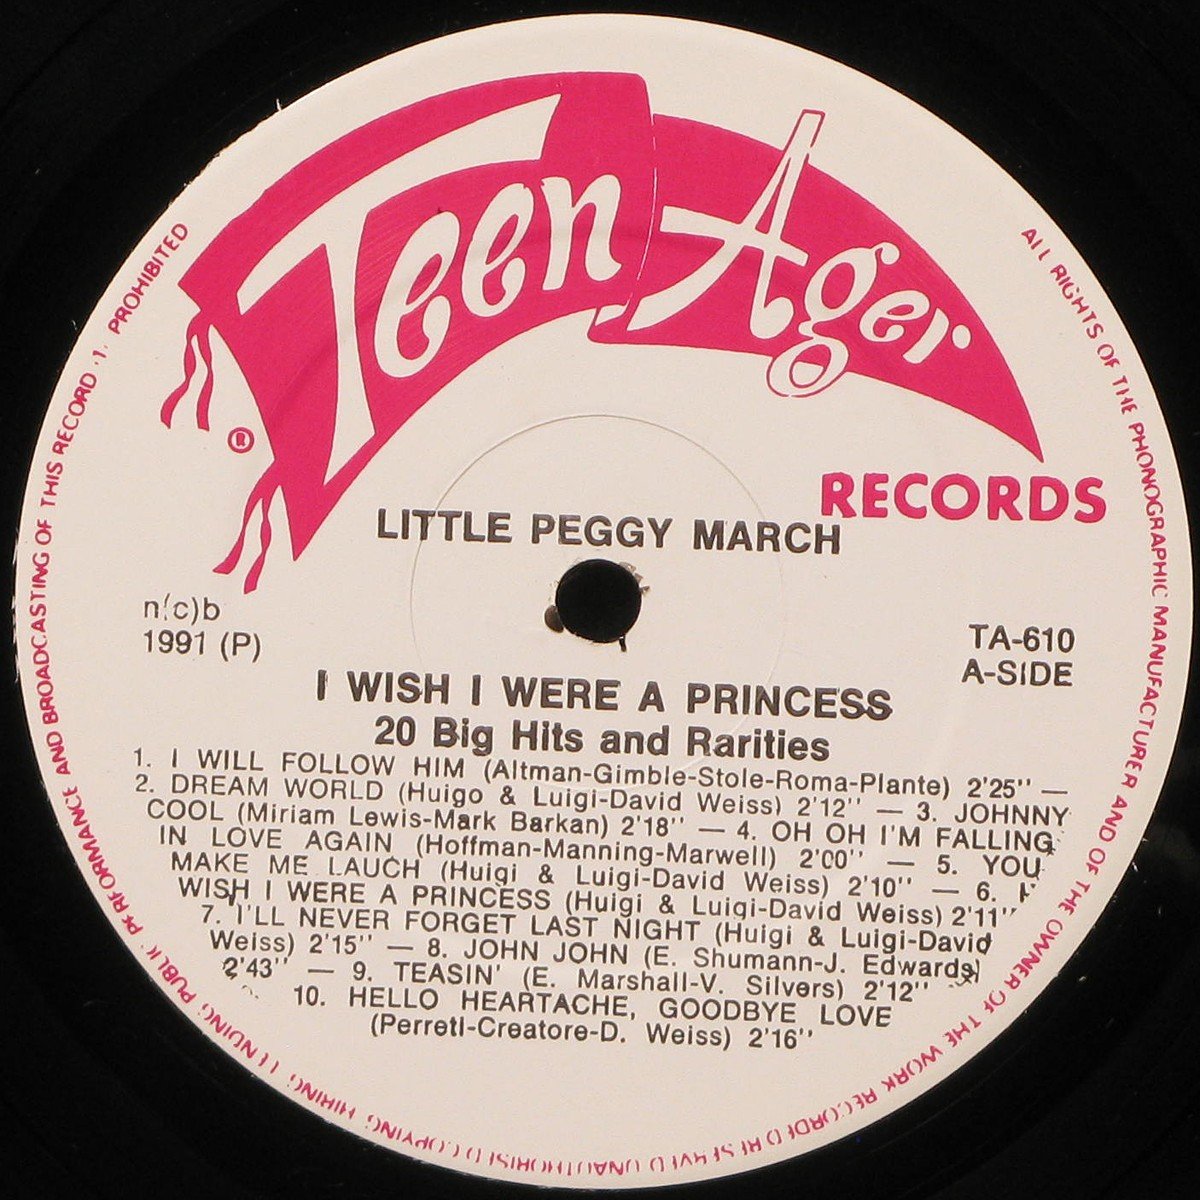 Teen-Ager
RECORDS
®
LITTLE PEGGY MARCH
n(c)b
1991 (P)
TA-610
A-SIDE
I WISH I WERE A PRINCESS
20 Big Hits and Rarities
1. I WILL FOLLOW HIM (Altman-Gimble-Stole-Roma-Plante) 2'25'' —
2. DREAM WORLD (Huigo & Luigi-David Weiss) 2'12'' — 3. JOHNNY
COOL (Miriam Lewis-Mark Barkan) 2'18'' — 4. OH OH I'M FALLING
IN LOVE AGAIN (Hoffman-Manning-Marwell) 2'00'' — 5. YOU
MAKE ME LAUCH (Huigi & Luigi-David Weiss) 2'10'' — 6.
WISH I WERE A PRINCESS (Huigi & Luigi-David Weiss) 2'11''
7. I'LL NEVER FORGET LAST NIGHT (Huigi & Luigi-David
Weiss) 2'15'' — 8. JOHN JOHN (E. Shumann-J. Edwards)
2'43'' — 9. TEASIN' (E. Marshall-V. Silvers) 2'12''
10. HELLO HEARTACHE, GOODBYE LOVE
(Perretl-Creatore-D. Weiss) 2'16''
ALL RIGHTS OF THE PHONOGRAPHIC MANUFACTURER AND OF THE OWNER OF THE WORK RECORDED RESERVED UNAUTHORISED COPYING, HIRING, LENDING, PUBLIC PERFORMANCE AND BROADCASTING OF THIS RECORD PROHIBITED